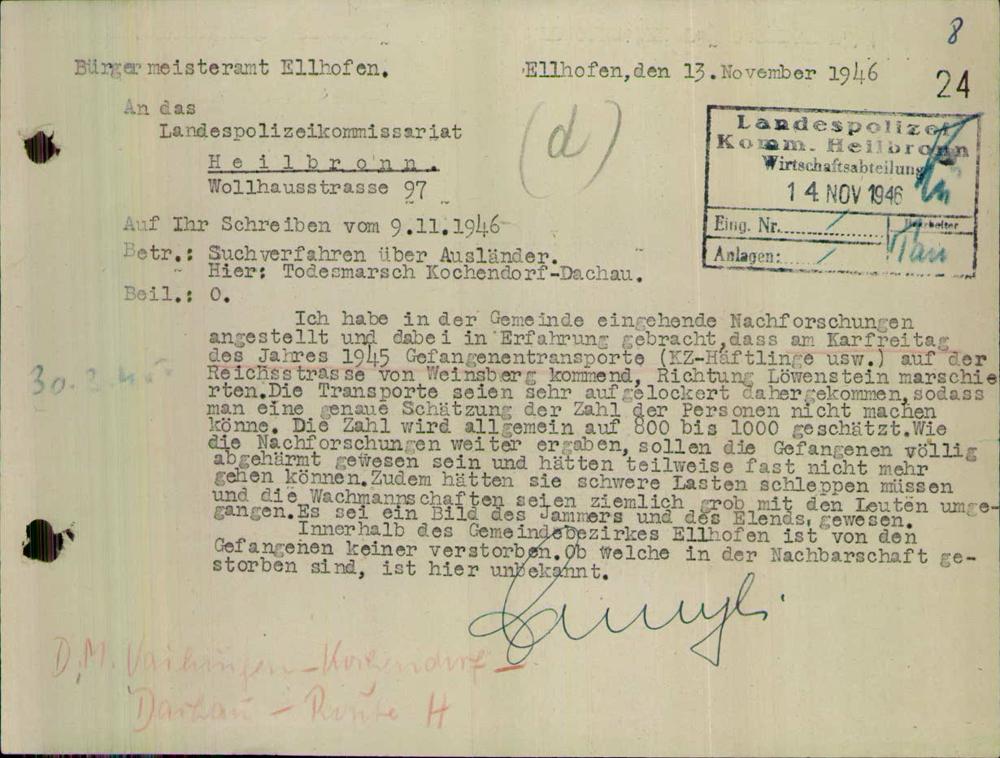 8
Bürgermeisteramt Ellhofen.
Ellhofen,den 13.November 1946
24
An das
Landespolizeikommissariat
Heilbronn.
Wollhausstrasse 97
(d)
Landespolizei
Komm. Heilbronn
Wirtschaftsabteilung
14 NOV 1946
Eing. Nr.
Anlagen:
Auf Ihr Schreiben vom 9.11.1946
Betr.: Suchverfahren über Ausländer.
Hier: Todesmarsch Kochendorf-Dachau.
Beil.: 0.
Ich habe in der Gemeinde eingehende Nachforschungen
angestellt und dabei in Erfahrung gebracht,dass am Karfreitag
des Jahres 1945 Gefangenentransporte (KZ-Häftlinge usw.) auf der
Reichsstrasse von Weinsberg kommend, Richtung Löwenstein marschie
rten.Die Transporte seien sehr aufgelockert dahergekommen,sodass
man eine genaue Schätzung der Zahl der Personen nicht machen
könne. Die Zahl wird allgemein auf 800 bis 1000 geschätzt.Wie
die Nachforschungen weiter ergaben, sollen die Gefangenen völlig
abgehärmt gewesen sein und hätten teilweise fast nicht mehr
gehen können.Zudem hätten sie schwere Lasten schleppen müssen
und die Wachmannschaften seien ziemlich grob mit den Leuten umge-
gangen.Es sei ein Bild des Jammers und des Elends, gewesen.
Innerhalb des Gemeindebezirkes Ellhofen ist von den
Gefangenen keiner verstorben.Ob welche in der Nachbarschaft ge-
storben sind, ist hier unbekannt.
D.M. Vaihingen-Kochendorf-
Dachau - Route H